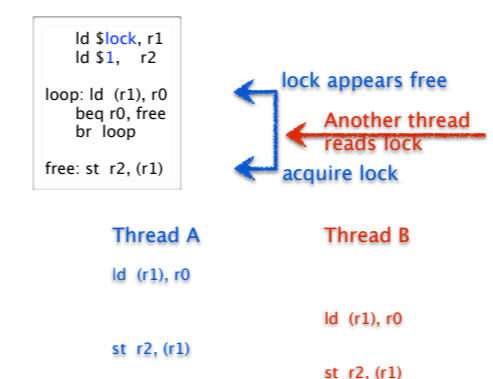 ld $lock, r1
ld $1, r2
loop: ld (r1), r0
beq r0, free
br loop
free: st r2, (r1)
lock appears free
Another thread
reads lock
acquire lock
Thread A
Thread B
ld (r1), r0
ld (r1), r0
st r2, (r1)
st r2, (r1)